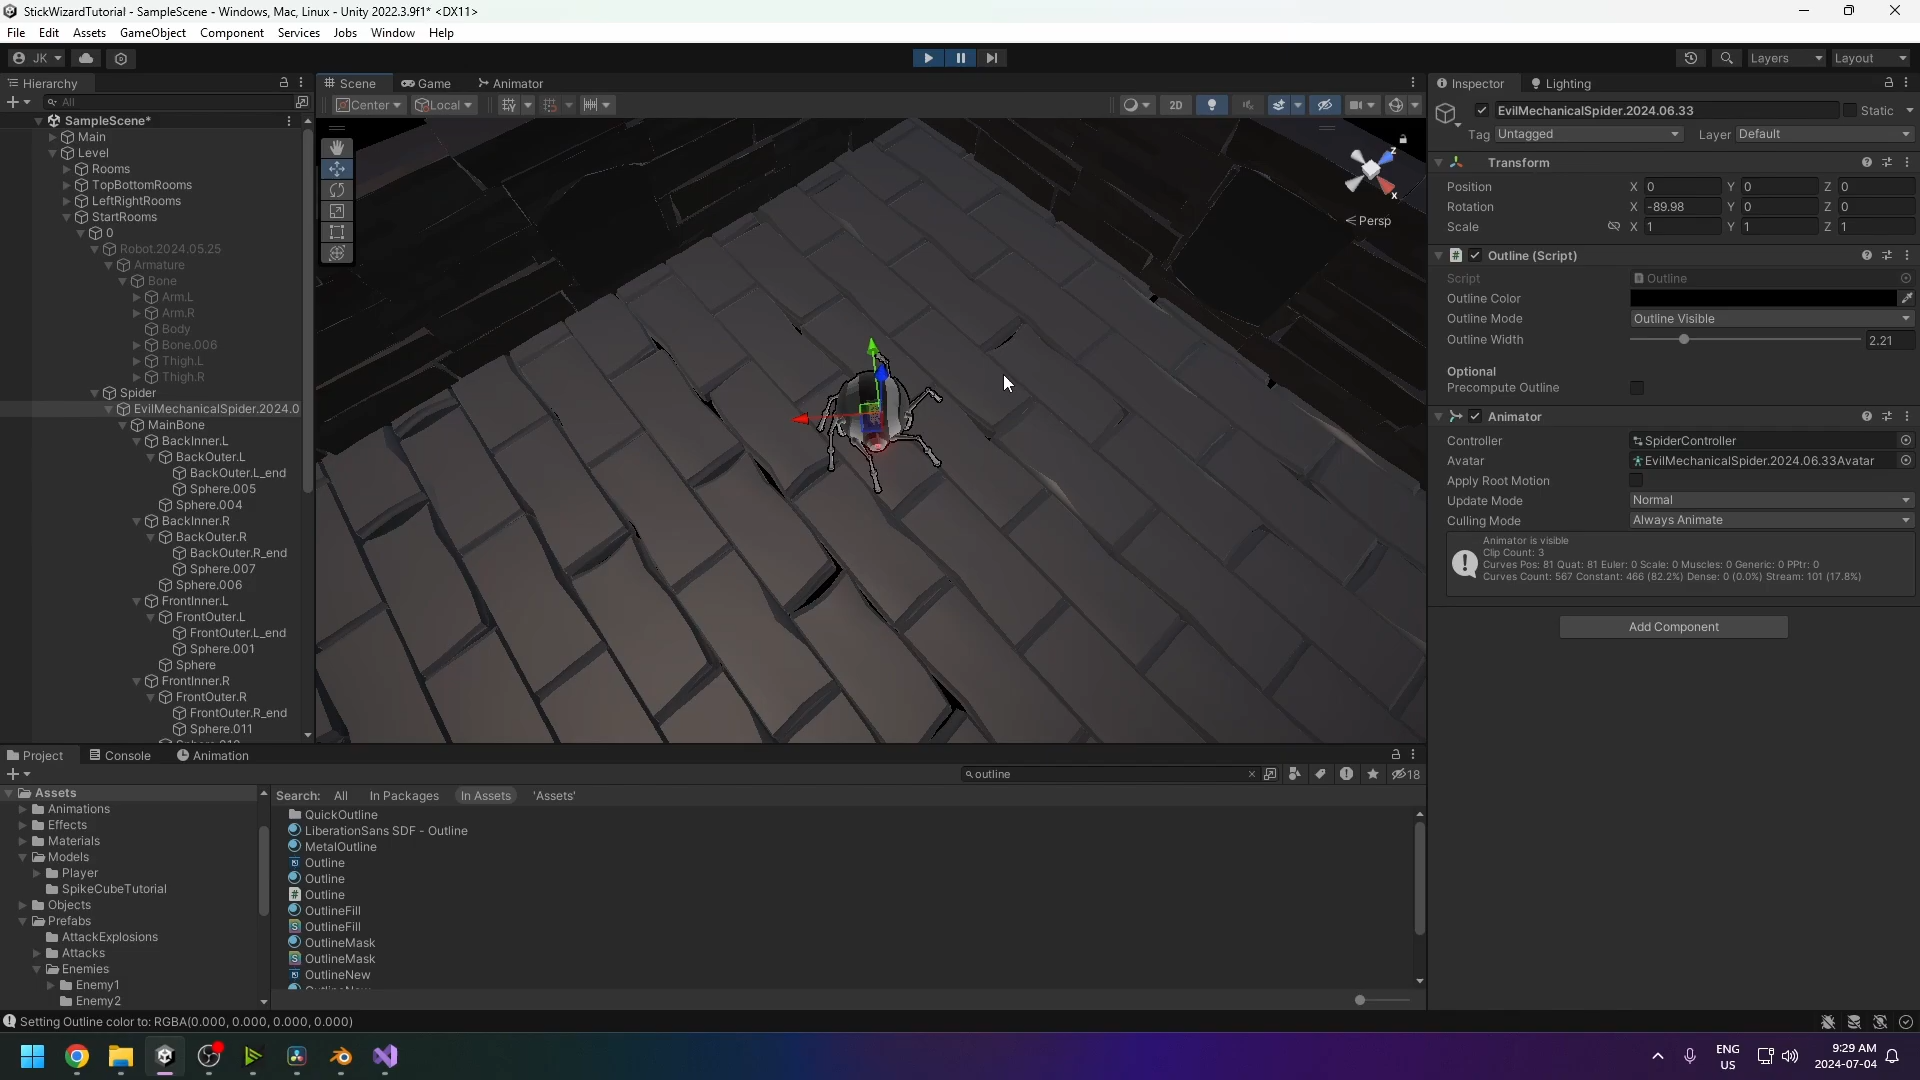 StickWizardTutorial - SampleScene - Windows, Mac, Linux - Unity 2022.3.9f1* <DX11>
File Edit Assets GameObject Component Services Jobs Window Help
JK Layers Layout
Hierarchy
All
SampleScene*
Main
Level
Rooms
TopBottomRooms
LeftRightRooms
StartRooms
0
Robot.2024.05.25
Armature
Bone
Arm.L
Arm.R
Body
Bone.006
Thigh.L
Thigh.R
Spider
EvilMechanicalSpider.2024.0
MainBone
BackInner.L
BackOuter.L
BackOuter.L_end
Sphere.005
Sphere.004
BackInner.R
BackOuter.R
BackOuter.R_end
Sphere.007
Sphere.006
FrontInner.L
FrontOuter.L
FrontOuter.L_end
Sphere.001
Sphere
FrontInner.R
FrontOuter.R
FrontOuter.R_end
Sphere.011
Scene Game Animator
Center Local 2D
z
x
Persp
Inspector Lighting
EvilMechanicalSpider.2024.06.33 Static
Tag Untagged Layer Default
Transform
Position X 0 Y 0 Z 0
Rotation X -89.98 Y 0 Z 0
Scale X 1 Y 1 Z 1
Outline (Script)
Script Outline
Outline Color
Outline Mode Outline Visible
Outline Width 2.21
Optional
Precompute Outline
Animator
Controller SpiderController
Avatar EvilMechanicalSpider.2024.06.33Avatar
Apply Root Motion
Update Mode Normal
Culling Mode Always Animate
Animator is visible
Clip Count: 3
Curves Pos: 81 Quat: 81 Euler: 0 Scale: 0 Muscles: 0 Generic: 0 PPtr: 0
Curves Count: 567 Constant: 466 (82.2%) Dense: 0 (0.0%) Stream: 101 (17.8%)
Add Component
Project Console Animation
outline 18
Assets
Animations
Effects
Materials
Models
Player
SpikeCubeTutorial
Objects
Prefabs
AttackExplosions
Attacks
Enemies
Enemy1
Enemy2
Search: All In Packages In Assets 'Assets'
QuickOutline
LiberationSans SDF - Outline
MetalOutline
Outline
Outline
Outline
OutlineFill
OutlineFill
OutlineMask
OutlineMask
OutlineNew
Setting Outline color to: RGBA(0.000, 0.000, 0.000, 0.000)
ENG
US
9:29 AM
2024-07-04